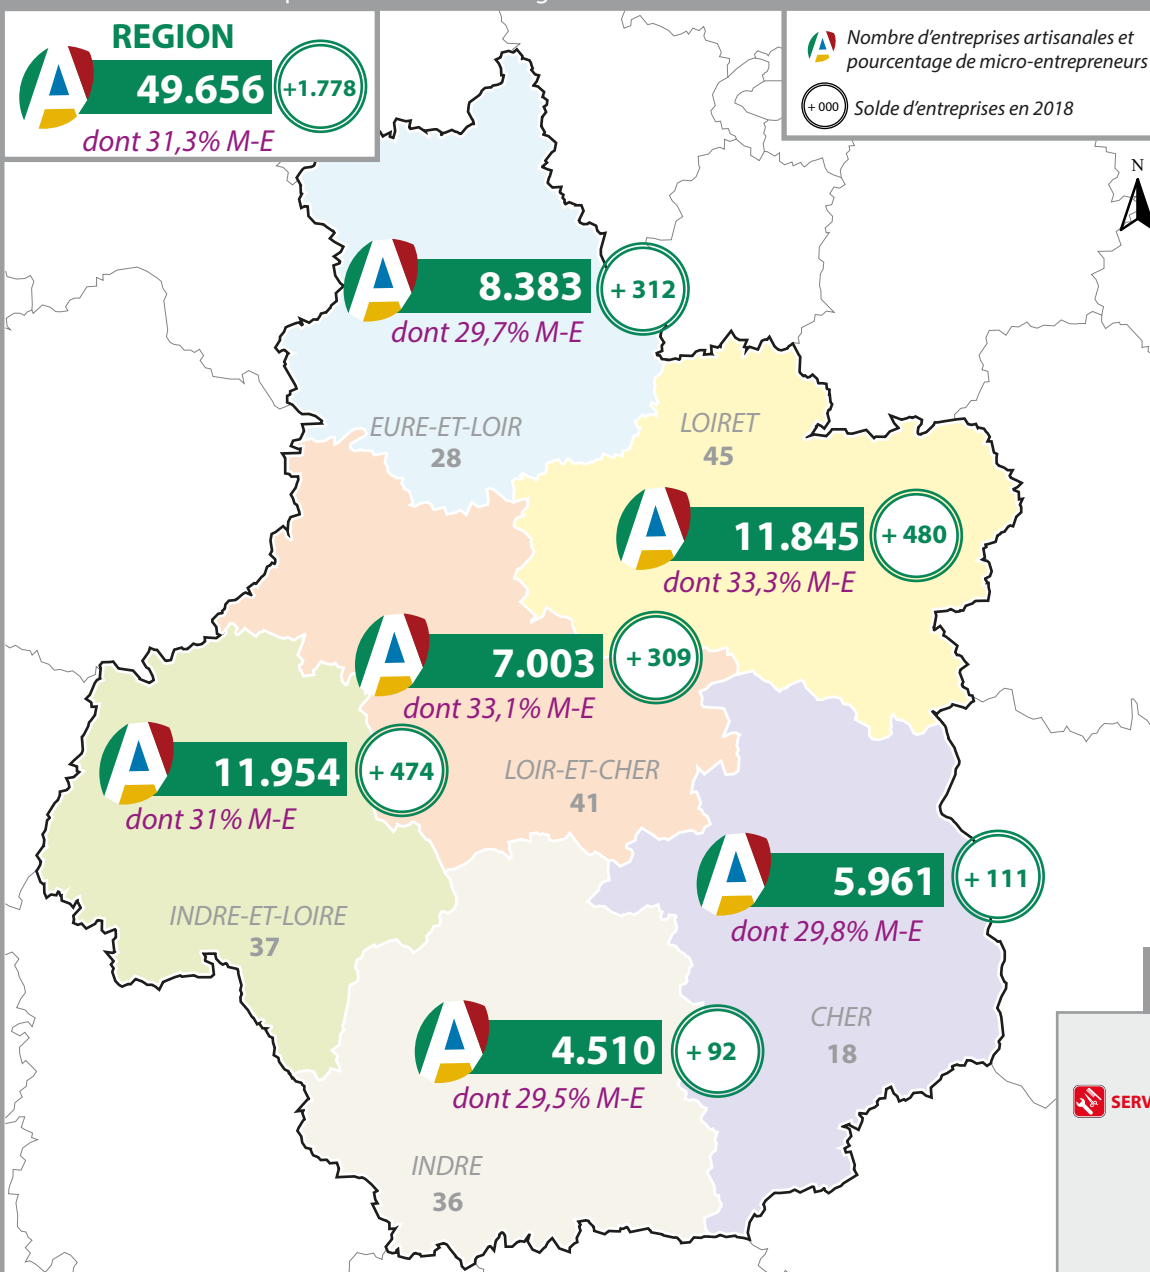 REGION
49.656
+1.778
dont 31,3% M-E
Nombre d'entreprises artisanales et
pourcentage de micro-entrepreneurs
+ 000
Solde d'entreprises en 2018
N
8.383
+ 312
dont 29,7% M-E
EURE-ET-LOIR
28
LOIRET
45
11.845
+ 480
dont 33,3% M-E
7.003
+ 309
dont 33,1% M-E
LOIR-ET-CHER
41
11.954
+ 474
dont 31% M-E
INDRE-ET-LOIRE
37
5.961
+ 111
dont 29,8% M-E
CHER
18
4.510
+ 92
dont 29,5% M-E
INDRE
36
SERV